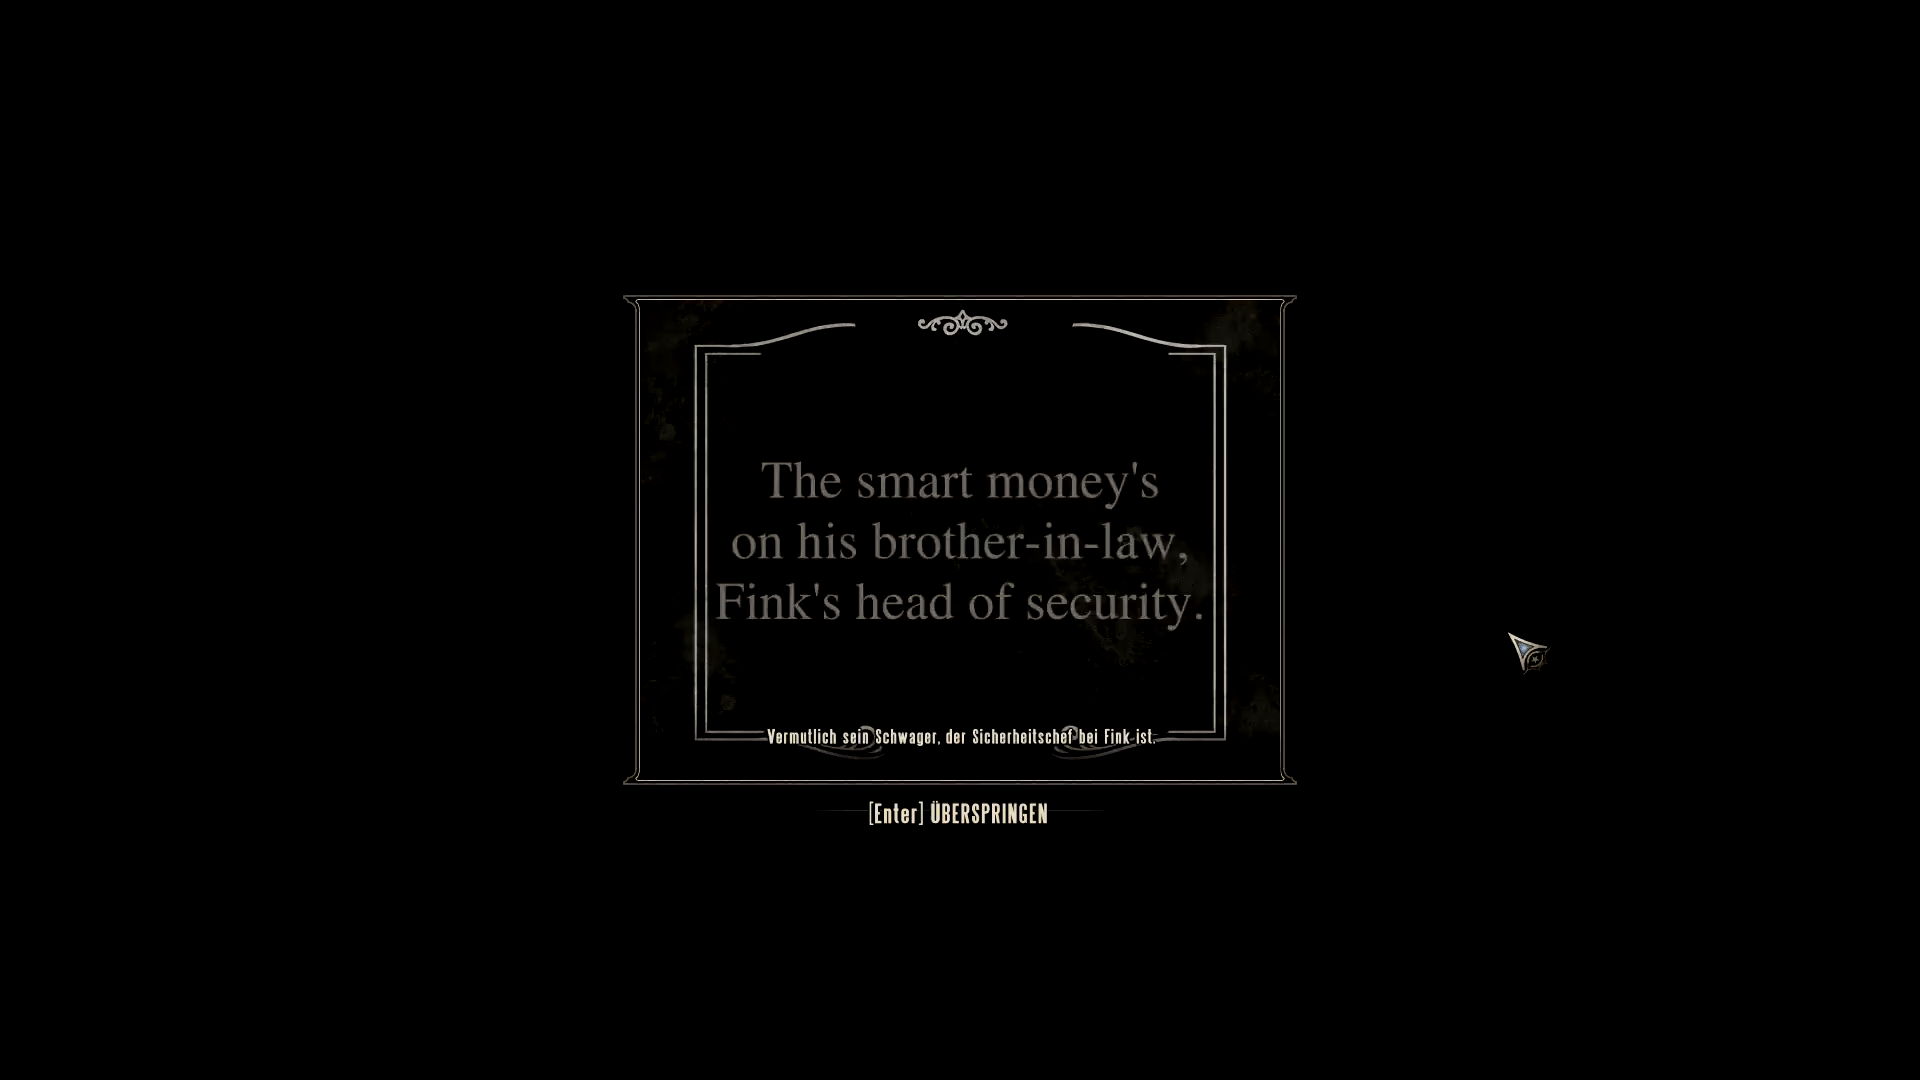 The smart money's
on his brother-in-law,
Fink's head of security.
Vermutlich sein Schwager, der Sicherheitschef bei Fink ist.
[Enter] ÜBERSPRINGEN